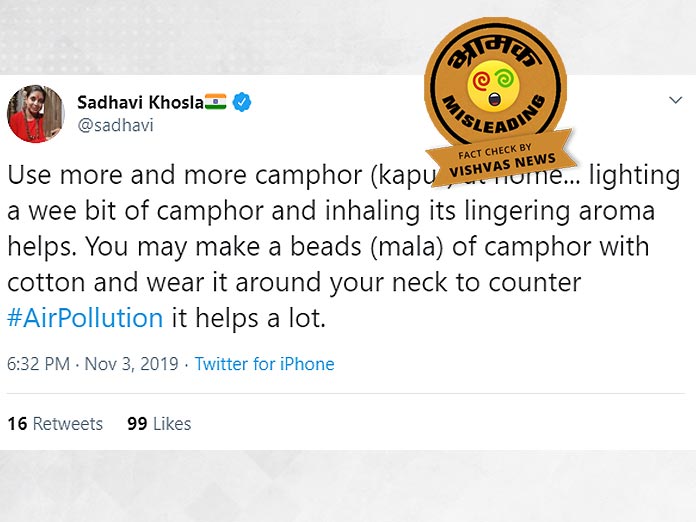 भ्रामक
MISLEADING
FACT CHECK BY
VISHVAS NEWS
Sadhavi Khosla
@sadhavi
Use more and more camphor (kapu at home... lighting
a wee bit of camphor and inhaling its lingering aroma
helps. You may make a beads (mala) of camphor with
cotton and wear it around your neck to counter
#AirPollution it helps a lot.
6:32 PM · Nov 3, 2019 · Twitter for iPhone
16 Retweets 99 Likes